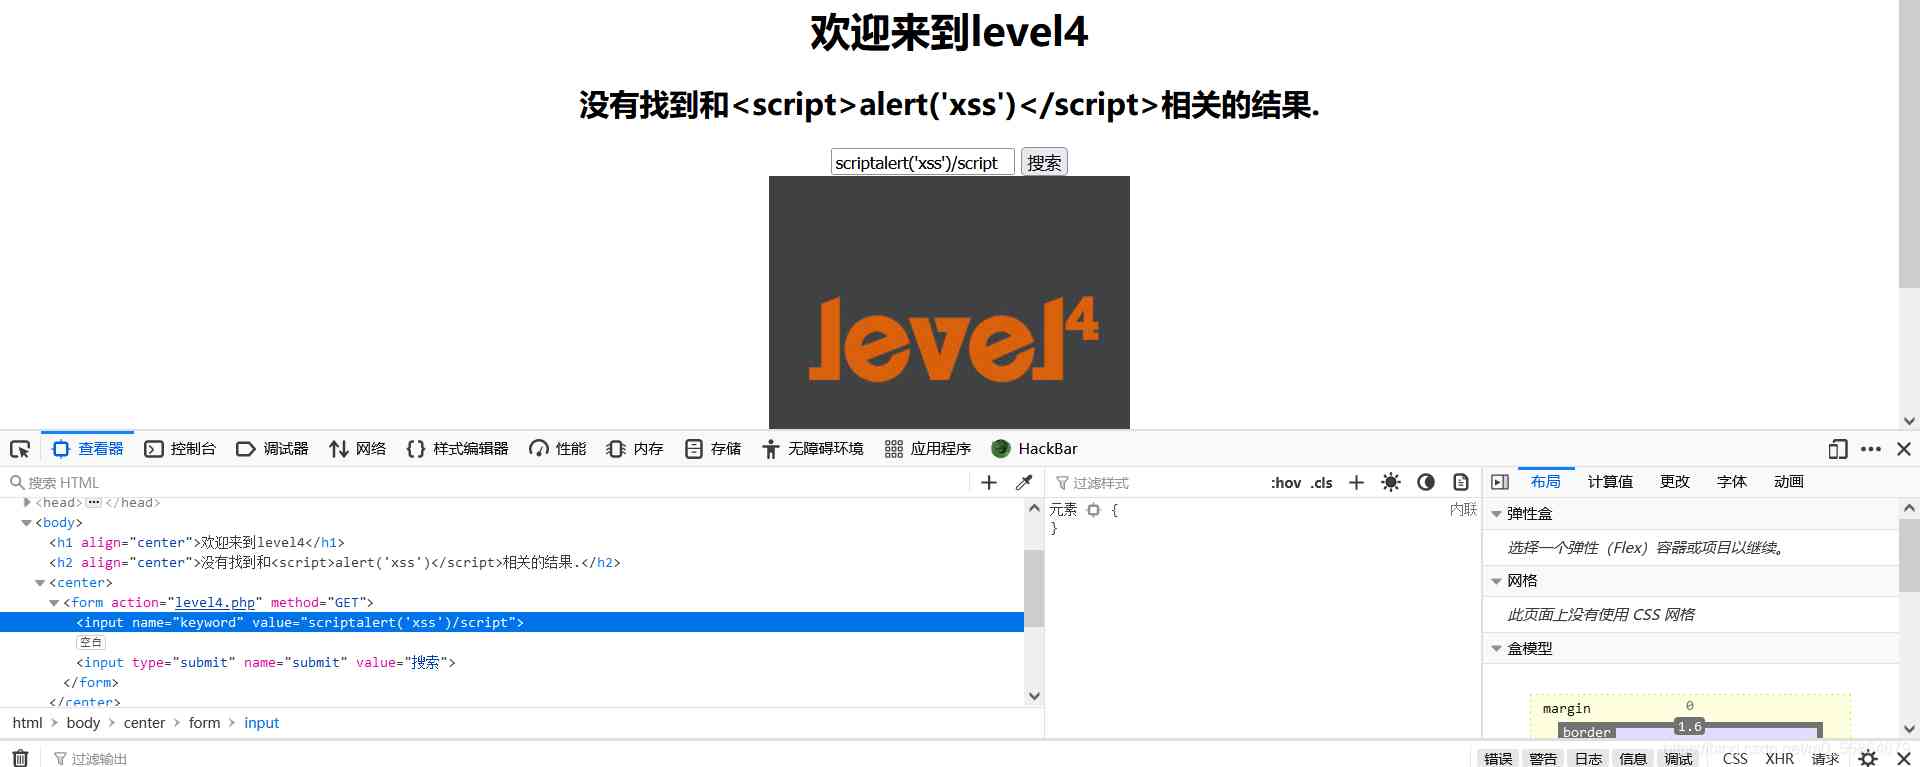 欢迎来到level4
没有找到和<script>alert('xss')</script>相关的结果.
scriptalert('xss')/script 搜索
level4
查看器 控制台 调试器 网络 样式编辑器 性能 内存 存储 无障碍环境 应用程序 HackBar
搜索 HTML
过滤样式 :hov .cls
布局 计算值 更改 字体 动画
<head> ••• </head>
<body>
<h1 align="center">欢迎来到level4</h1>
<h2 align="center">没有找到和<script>alert('xss')</script>相关的结果.</h2>
<center>
<form action="level4.php" method="GET">
<input name="keyword" value="scriptalert('xss')/script">
空白
<input type="submit" name="submit" value="搜索">
</form>
</center>
元素 { 内联
}
弹性盒
选择一个弹性（Flex）容器或项目以继续。
网格
此页面上没有使用 CSS 网格
盒模型
margin 0
border 1.6
html body center form input
过滤输出 错误 警告 日志 信息 调试 CSS XHR 请求